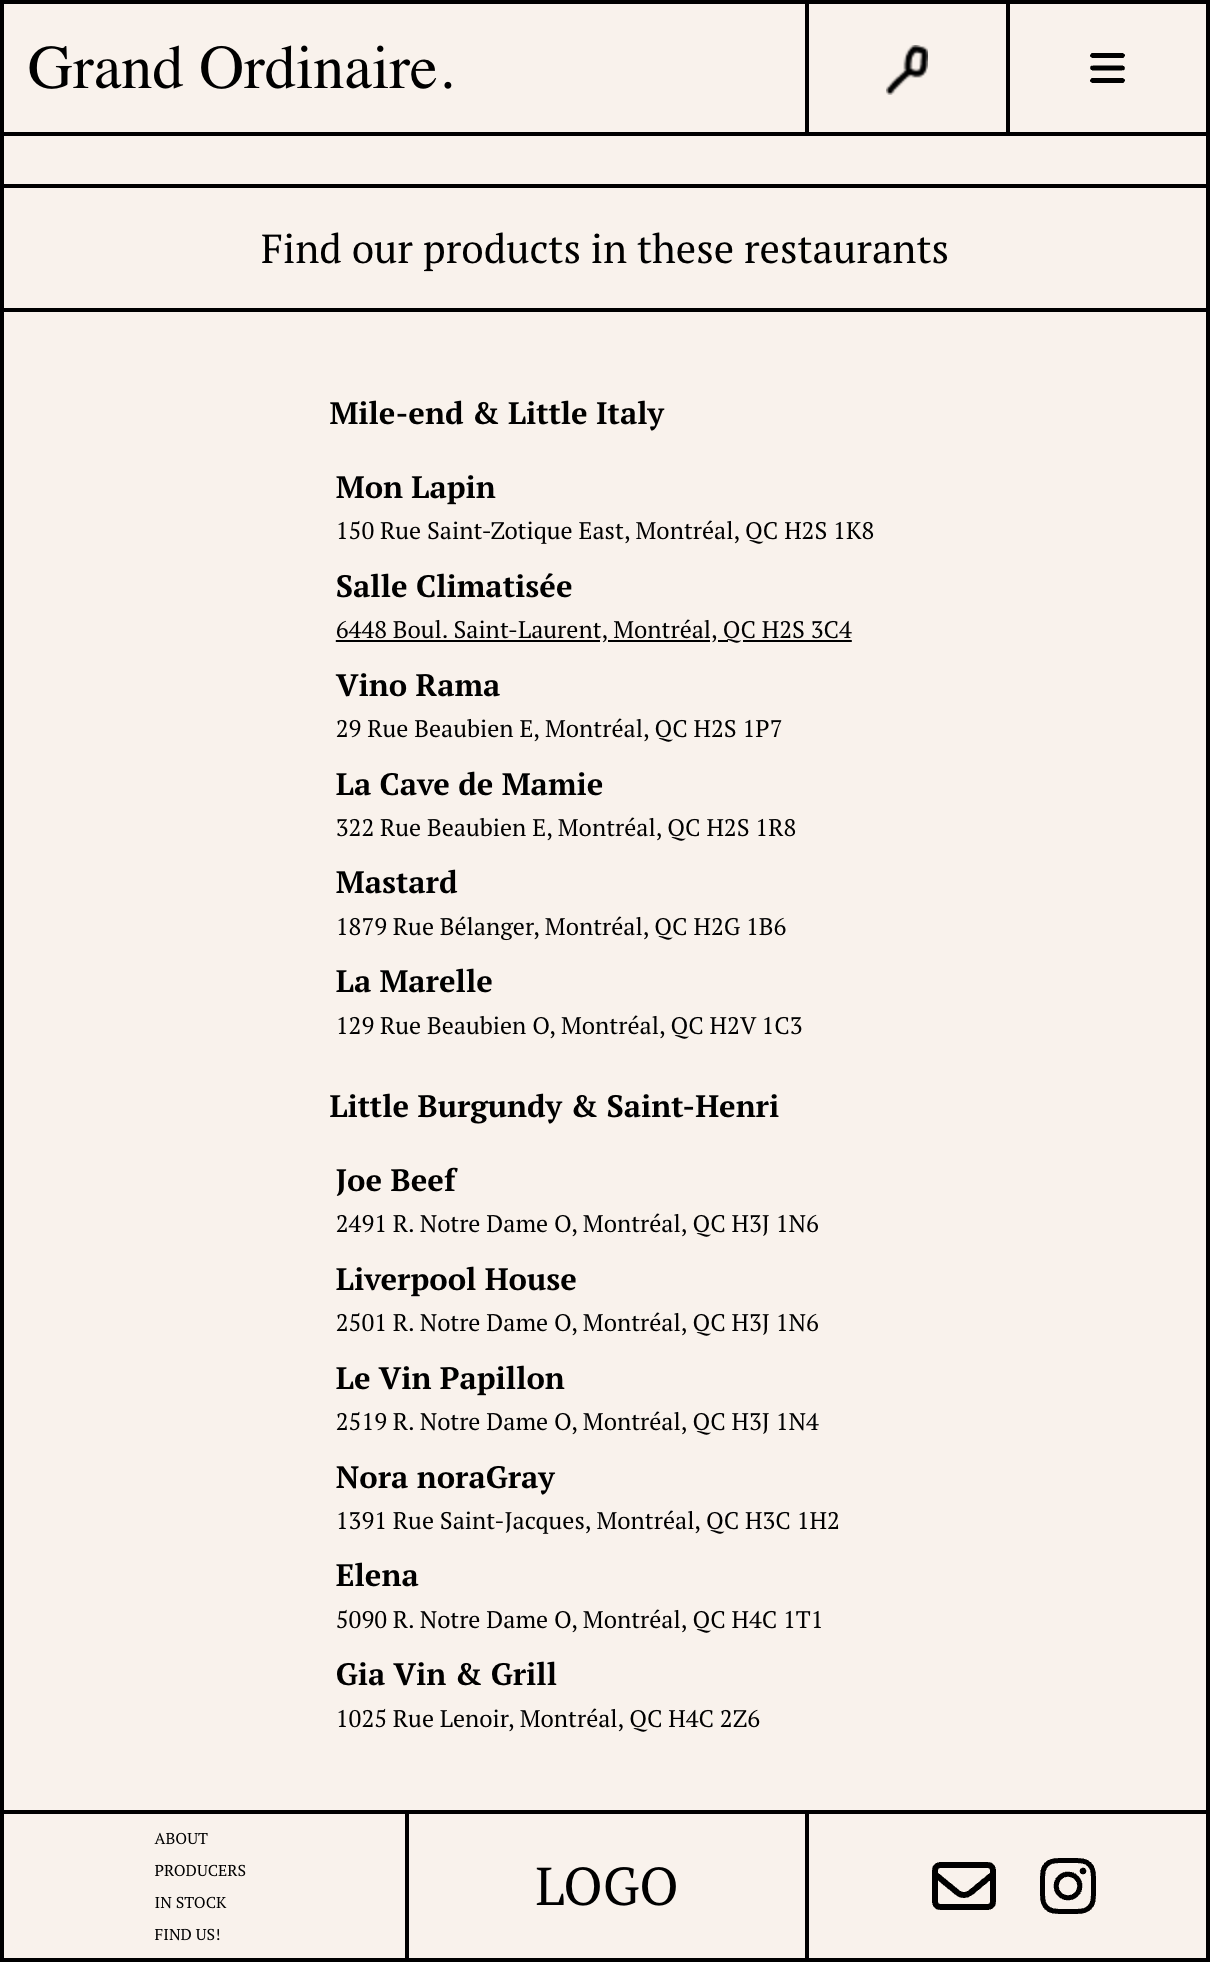 Grand Ordinaire.
Find our products in these restaurants
Mile-end & Little Italy
Mon Lapin
150 Rue Saint-Zotique East, Montréal, QC H2S 1K8
Salle Climatisée
6448 Boul. Saint-Laurent, Montréal, QC H2S 3C4
Vino Rama
29 Rue Beaubien E, Montréal, QC H2S 1P7
La Cave de Mamie
322 Rue Beaubien E, Montréal, QC H2S 1R8
Mastard
1879 Rue Bélanger, Montréal, QC H2G 1B6
La Marelle
129 Rue Beaubien O, Montréal, QC H2V 1C3
Little Burgundy & Saint-Henri
Joe Beef
2491 R. Notre Dame O, Montréal, QC H3J 1N6
Liverpool House
2501 R. Notre Dame O, Montréal, QC H3J 1N6
Le Vin Papillon
2519 R. Notre Dame O, Montréal, QC H3J 1N4
Nora noraGray
1391 Rue Saint-Jacques, Montréal, QC H3C 1H2
Elena
5090 R. Notre Dame O, Montréal, QC H4C 1T1
Gia Vin & Grill
1025 Rue Lenoir, Montréal, QC H4C 2Z6
ABOUT
PRODUCERS
IN STOCK
FIND US!
LOGO